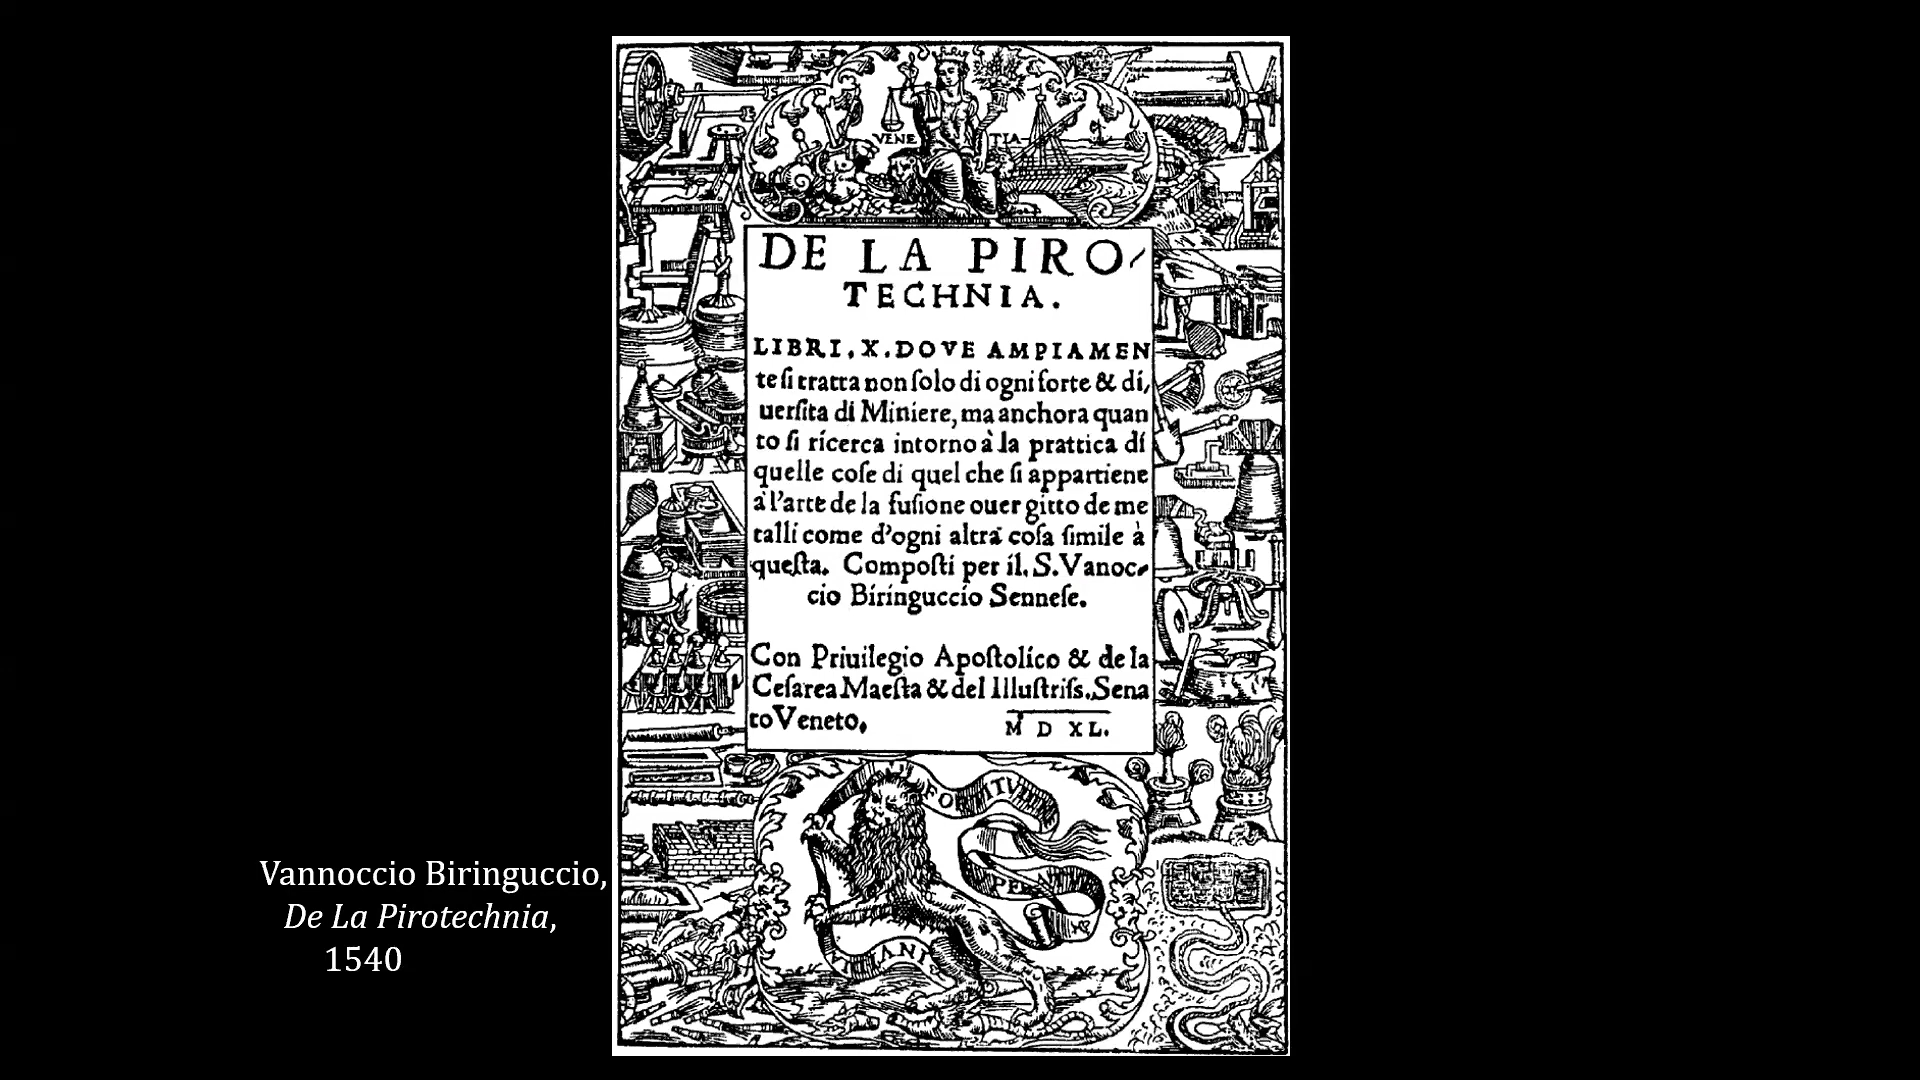 VENE TIA
DE LA PIRO
TECHNIA.
LIBRI. X. DOVE AMPIAMEN
te ſi tratta non ſolo di ogni ſorte & di,
uerſita di Miniere, ma anchora quan
to ſi ricerca intorno à la prattica di
quelle coſe di quel che ſi appartiene
à l'arte de la fuſione ouer gitto de me
talli come d'ogni altra coſa ſimile à
queſta. Compoſti per il. S. Vanoc
cio Biringuccio Senneſe.
Con Priuilegio Apoſtolico & de la
Ceſarea Maeſta & del Illuſtriſs. Sena
to Veneto.
M D XL.
Vannoccio Biringuccio,
De La Pirotechnia,
1540